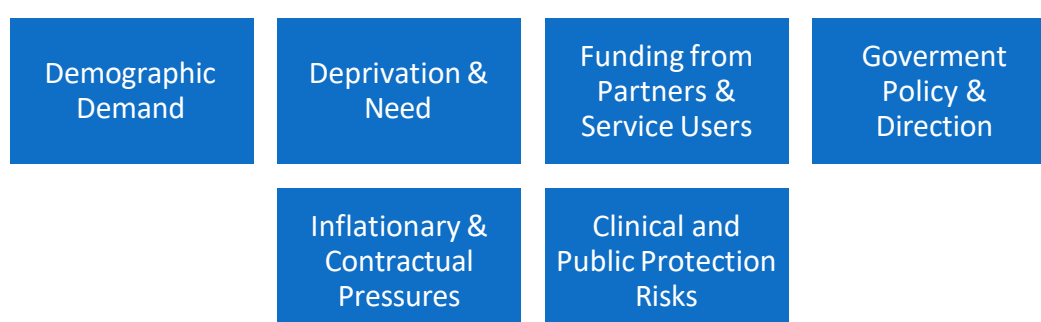 Demographic
Demand
Deprivation &
Need
Funding from
Partners &
Service Users
Goverment
Policy &
Direction
Inflationary &
Contractual
Pressures
Clinical and
Public Protection
Risks